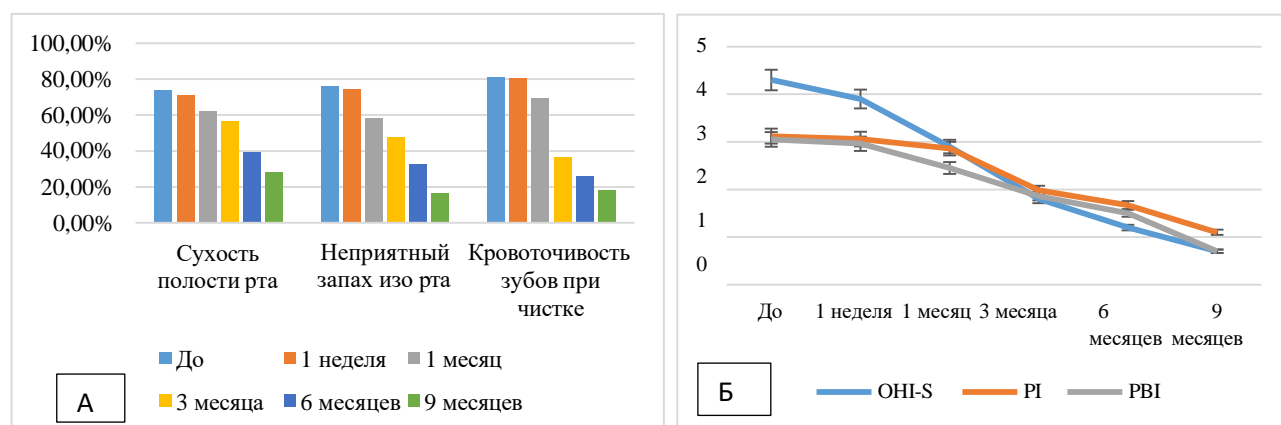 100,00%
80,00%
60,00%
40,00%
20,00%
0,00%
Сухость
полости рта
Неприятный
запах изо рта
Кровоточивость
зубов при
чистке
До
1 неделя
1 месяц
3 месяца
6 месяцев
9 месяцев
А
5
4
3
2
1
0
До
1 неделя
1 месяц
3 месяца
6
месяцев
9
месяцев
OHI-S
PI
PBI
Б